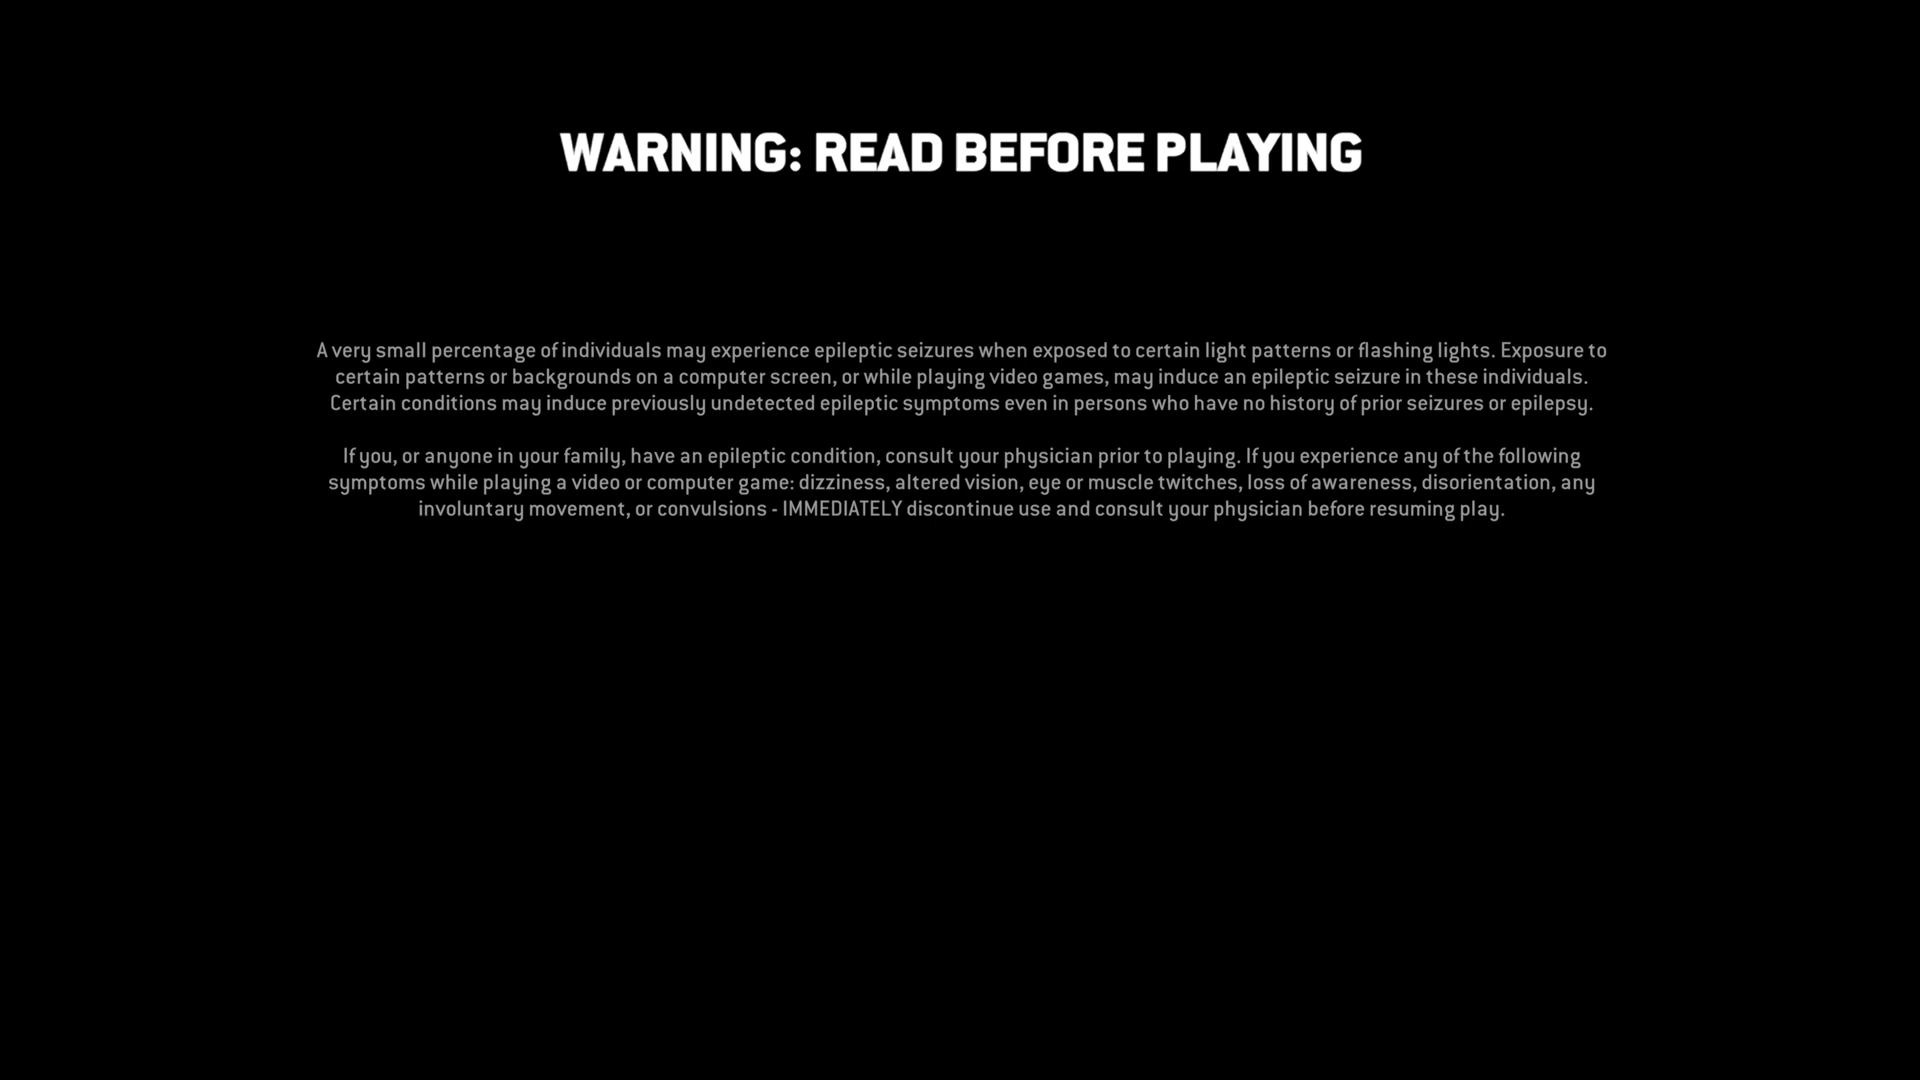 WARNING: READ BEFORE PLAYING
A very small percentage of individuals may experience epileptic seizures when exposed to certain light patterns or flashing lights. Exposure to
certain patterns or backgrounds on a computer screen, or while playing video games, may induce an epileptic seizure in these individuals.
Certain conditions may induce previously undetected epileptic symptoms even in persons who have no history of prior seizures or epilepsy.
If you, or anyone in your family, have an epileptic condition, consult your physician prior to playing. If you experience any of the following
symptoms while playing a video or computer game: dizziness, altered vision, eye or muscle twitches, loss of awareness, disorientation, any
involuntary movement, or convulsions - IMMEDIATELY discontinue use and consult your physician before resuming play.